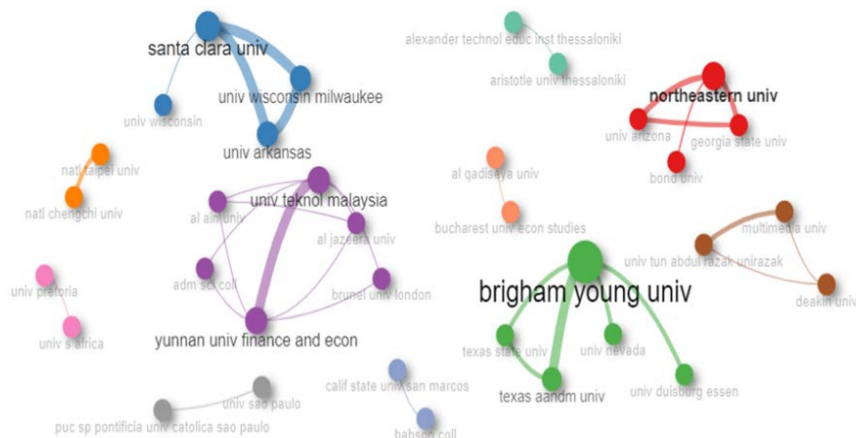 santa clara univ
univ wisconsin milwaukee
univ wisconsin
univ arkansas
alexander technol educ inst thessaloniki
aristotle univ thessaloniki
northeastern univ
univ arizona
georgia state univ
bond univ
natl taipei univ
natl chengchi univ
univ teknol malaysia
al ain univ
al jazeera univ
adm sci coll
brunel univ london
yunnan univ finance and econ
al qadiseya univ
bucharest univ econ studies
multimedia univ
univ tun abdul razak unirazak
deakin univ
univ pretoria
univ s africa
brigham young univ
texas state univ
univ nevada
texas aandm univ
univ duisburg essen
univ sao paulo
puc sp pontificia univ catolica sao paulo
calif state univ san marcos
babson coll